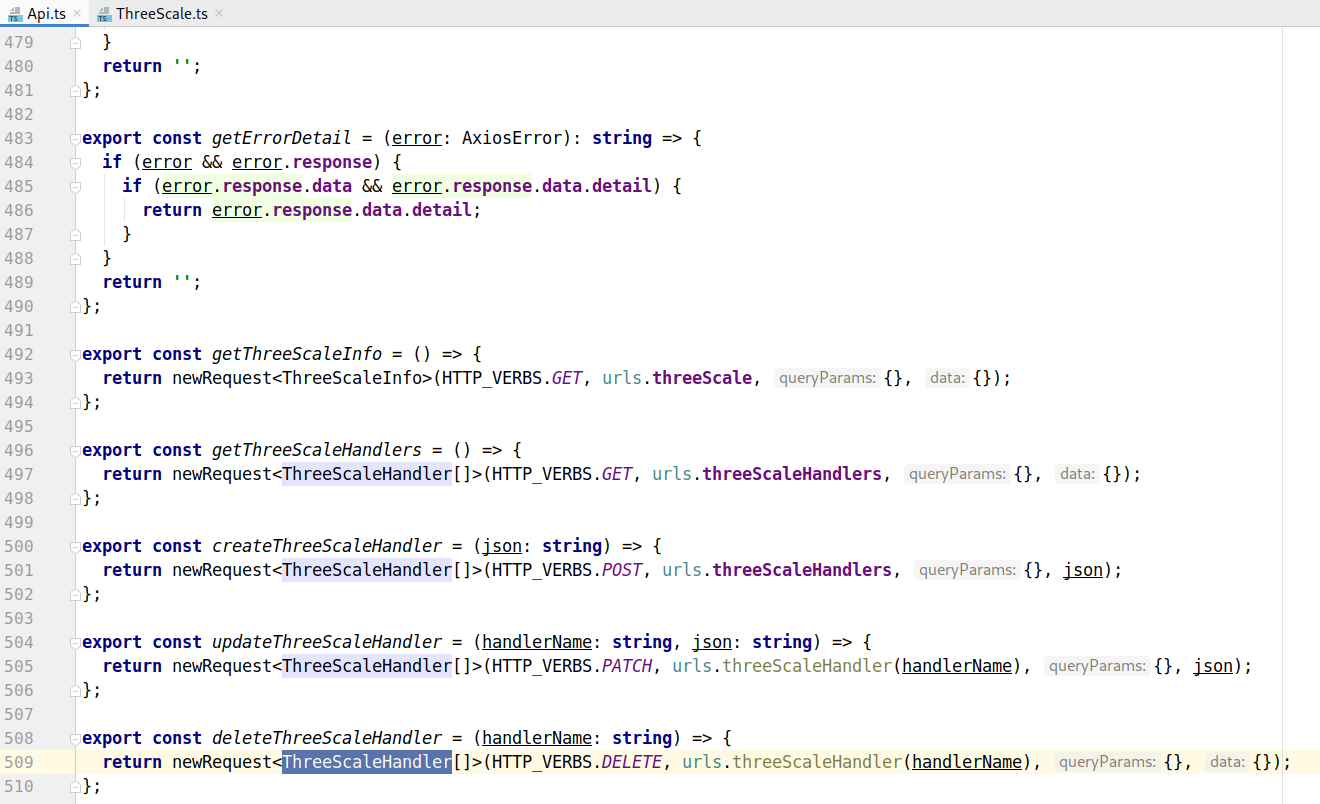 Api.ts ThreeScale.ts
479 }
480 return '';
481 };
482
483 export const getErrorDetail = (error: AxiosError): string => {
484 if (error && error.response) {
485 if (error.response.data && error.response.data.detail) {
486 return error.response.data.detail;
487 }
488 }
489 return '';
490 };
491
492 export const getThreeScaleInfo = () => {
493 return newRequest<ThreeScaleInfo>(HTTP_VERBS.GET, urls.threeScale, queryParams: {}, data: {});
494 };
495
496 export const getThreeScaleHandlers = () => {
497 return newRequest<ThreeScaleHandler[]>(HTTP_VERBS.GET, urls.threeScaleHandlers, queryParams: {}, data: {});
498 };
499
500 export const createThreeScaleHandler = (json: string) => {
501 return newRequest<ThreeScaleHandler[]>(HTTP_VERBS.POST, urls.threeScaleHandlers, queryParams: {}, json);
502 };
503
504 export const updateThreeScaleHandler = (handlerName: string, json: string) => {
505 return newRequest<ThreeScaleHandler[]>(HTTP_VERBS.PATCH, urls.threeScaleHandler(handlerName), queryParams: {}, json);
506 };
507
508 export const deleteThreeScaleHandler = (handlerName: string) => {
509 return newRequest<ThreeScaleHandler[]>(HTTP_VERBS.DELETE, urls.threeScaleHandler(handlerName), queryParams: {}, data: {});
510 };